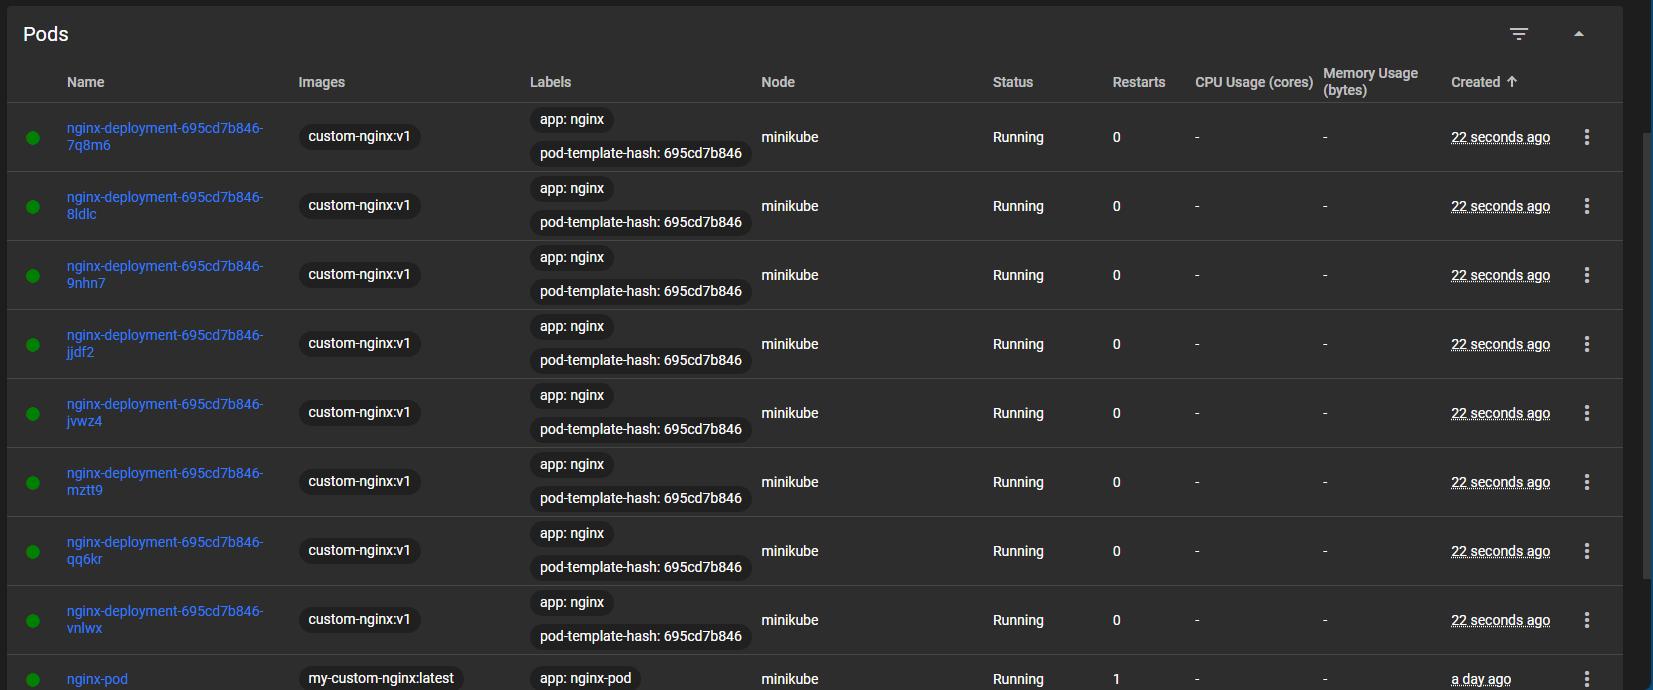 Pods
Name Images Labels Node Status Restarts CPU Usage (cores) Memory Usage (bytes) Created
nginx-deployment-695cd7b846-7q8m6 custom-nginx:v1 app: nginx pod-template-hash: 695cd7b846 minikube Running 0 - - 22 seconds ago
nginx-deployment-695cd7b846-8ldlc custom-nginx:v1 app: nginx pod-template-hash: 695cd7b846 minikube Running 0 - - 22 seconds ago
nginx-deployment-695cd7b846-9nhn7 custom-nginx:v1 app: nginx pod-template-hash: 695cd7b846 minikube Running 0 - - 22 seconds ago
nginx-deployment-695cd7b846-jjdf2 custom-nginx:v1 app: nginx pod-template-hash: 695cd7b846 minikube Running 0 - - 22 seconds ago
nginx-deployment-695cd7b846-jvwz4 custom-nginx:v1 app: nginx pod-template-hash: 695cd7b846 minikube Running 0 - - 22 seconds ago
nginx-deployment-695cd7b846-mztt9 custom-nginx:v1 app: nginx pod-template-hash: 695cd7b846 minikube Running 0 - - 22 seconds ago
nginx-deployment-695cd7b846-qq6kr custom-nginx:v1 app: nginx pod-template-hash: 695cd7b846 minikube Running 0 - - 22 seconds ago
nginx-deployment-695cd7b846-vnlwx custom-nginx:v1 app: nginx pod-template-hash: 695cd7b846 minikube Running 0 - - 22 seconds ago
nginx-pod my-custom-nginx:latest app: nginx-pod minikube Running 1 - - a day ago